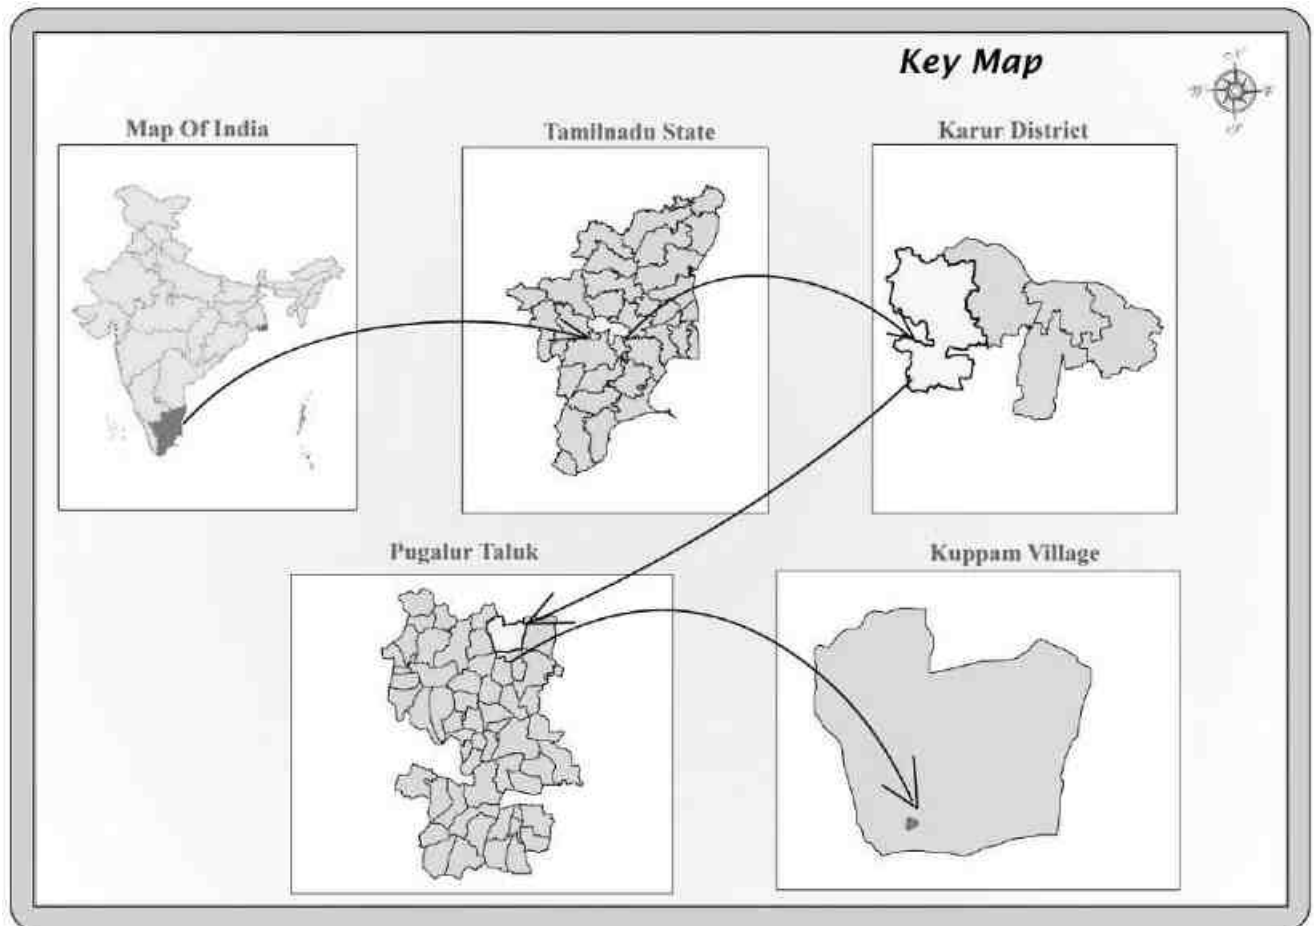 Key Map
N
Map Of India
Tamilnadu State
Karur District
Pugalur Taluk
Kuppam Village